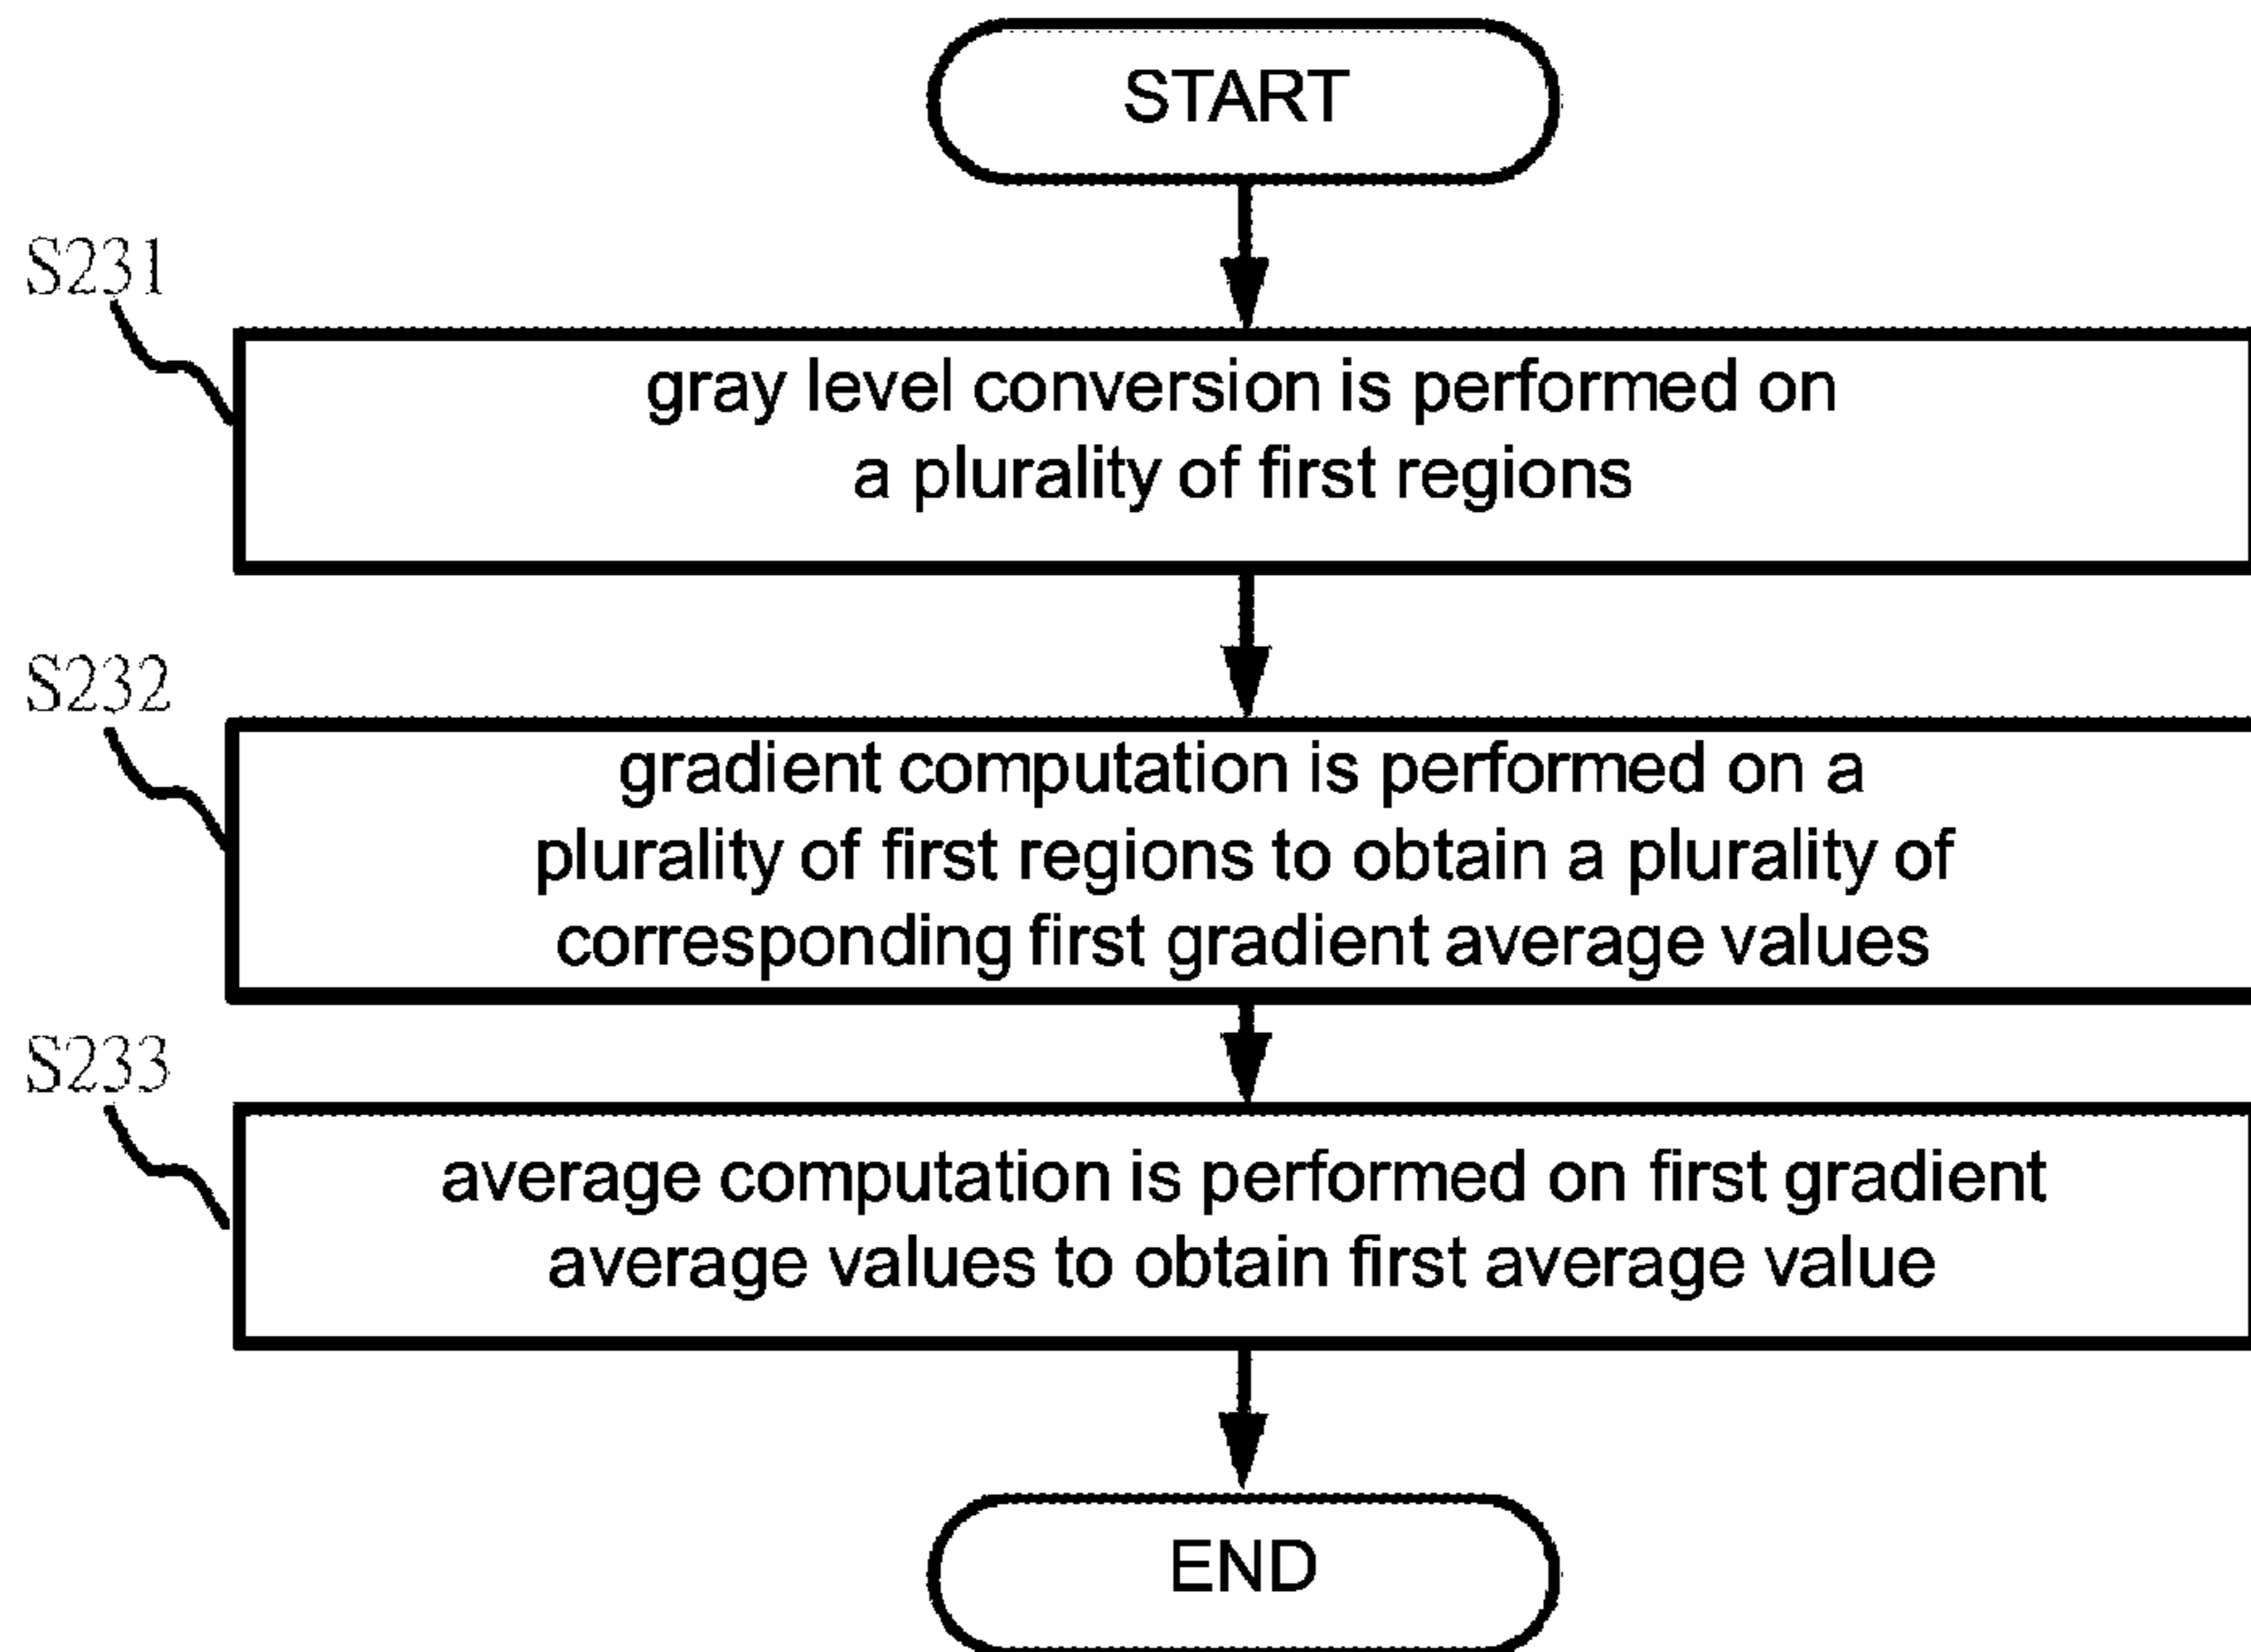 START
S231
gray level conversion is performed on
a plurality of first regions
S232
gradient computation is performed on a
plurality of first regions to obtain a plurality of
corresponding first gradient average values
S233
average computation is performed on first gradient
average values to obtain first average value
END